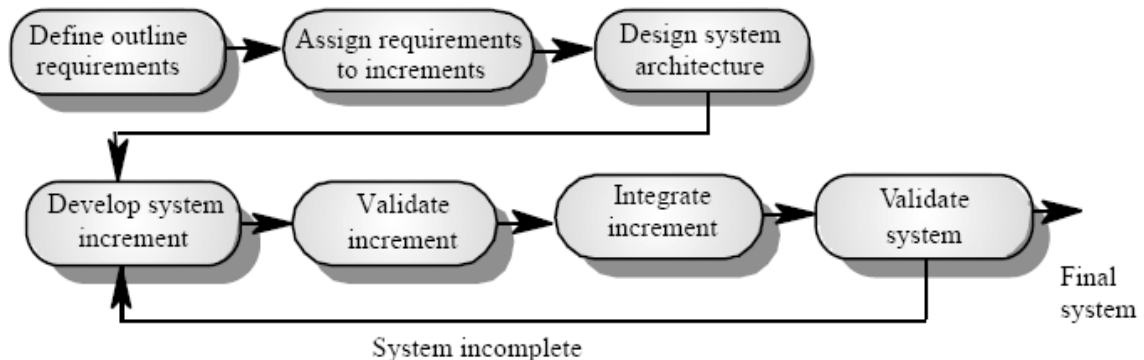 Define outline
requirements
Assign requirements
to increments
Design system
architecture
Develop system
increment
Validate
increment
Integrate
increment
Validate
system
Final
system
System incomplete